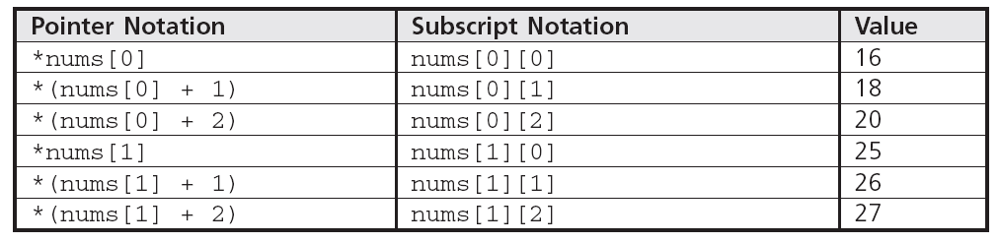 Pointer Notation Subscript Notation Value
*nums[0] nums[0][0] 16
*(nums[0] + 1) nums[0][1] 18
*(nums[0] + 2) nums[0][2] 20
*nums[1] nums[1][0] 25
*(nums[1] + 1) nums[1][1] 26
*(nums[1] + 2) nums[1][2] 27